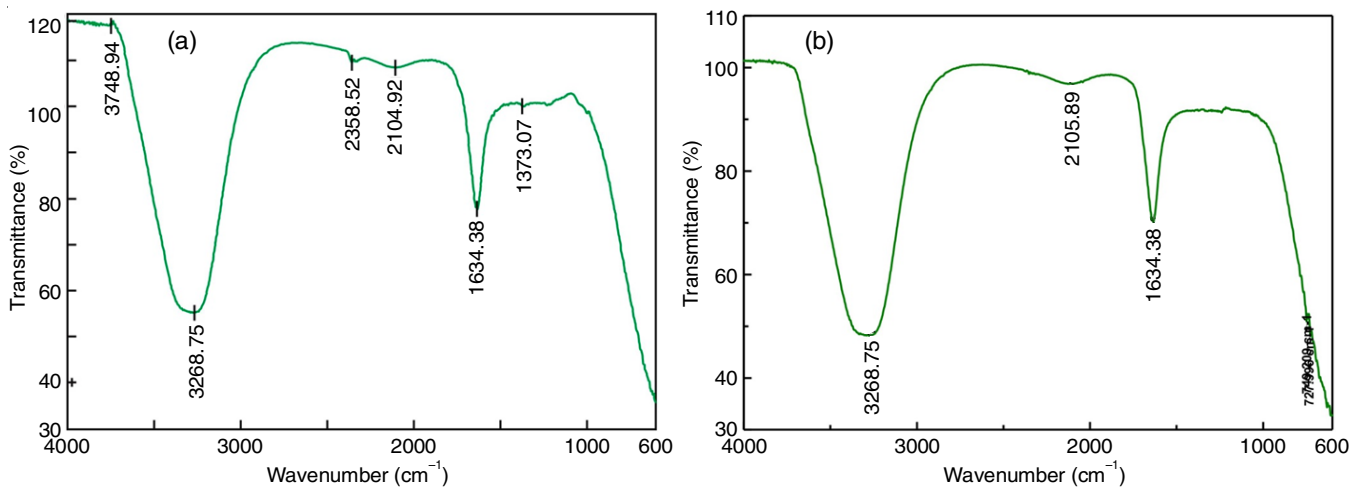 (a)
Transmittance (%)
120
100
80
60
40
30
3748.94
3268.75
2358.52
2104.92
1634.38
1373.07
4000 3000 2000 1000 600
Wavenumber (cm⁻¹)
(b)
Transmittance (%)
110
100
80
60
40
30
3268.75
2105.89
1634.38
4000 3000 2000 1000 600
Wavenumber (cm⁻¹)